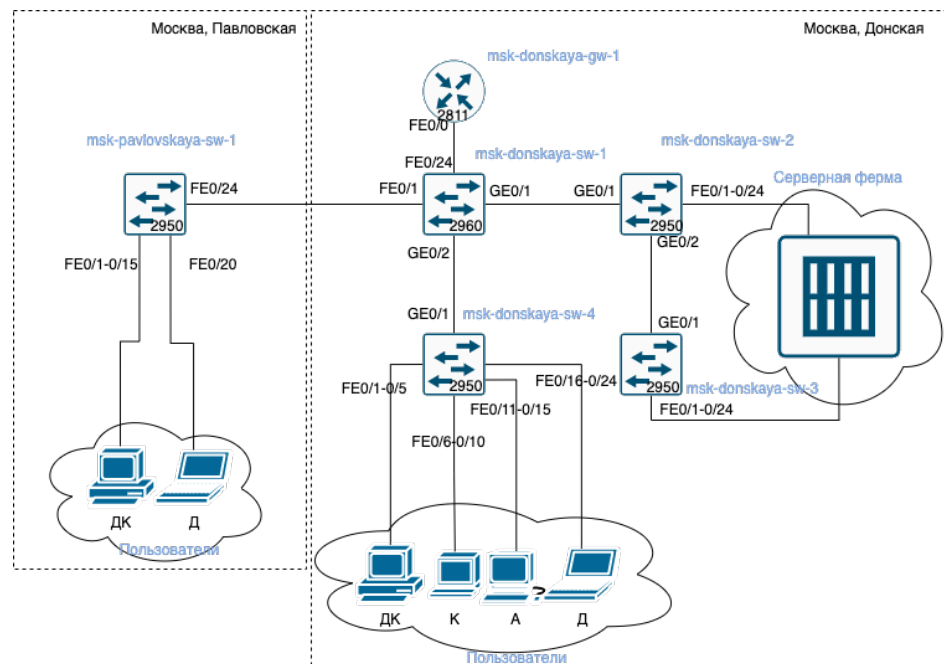 Москва, Павловская
Москва, Донская
msk-donskaya-gw-1
2811
FE0/0
msk-pavlovskaya-sw-1
FE0/24
msk-donskaya-sw-1
msk-donskaya-sw-2
Серверная ферма
FE0/24
FE0/1
GE0/1
GE0/1
FE0/1-0/24
2950
2960
2950
FE0/1-0/15
FE0/20
GE0/2
GE0/2
GE0/1
msk-donskaya-sw-4
GE0/1
2950
2950
msk-donskaya-sw-3
FE0/1-0/5
FE0/16-0/24
FE0/11-0/15
FE0/1-0/24
FE0/6-0/10
ДК
Д
Пользователи
?
ДК
К
А
Д
Пользователи